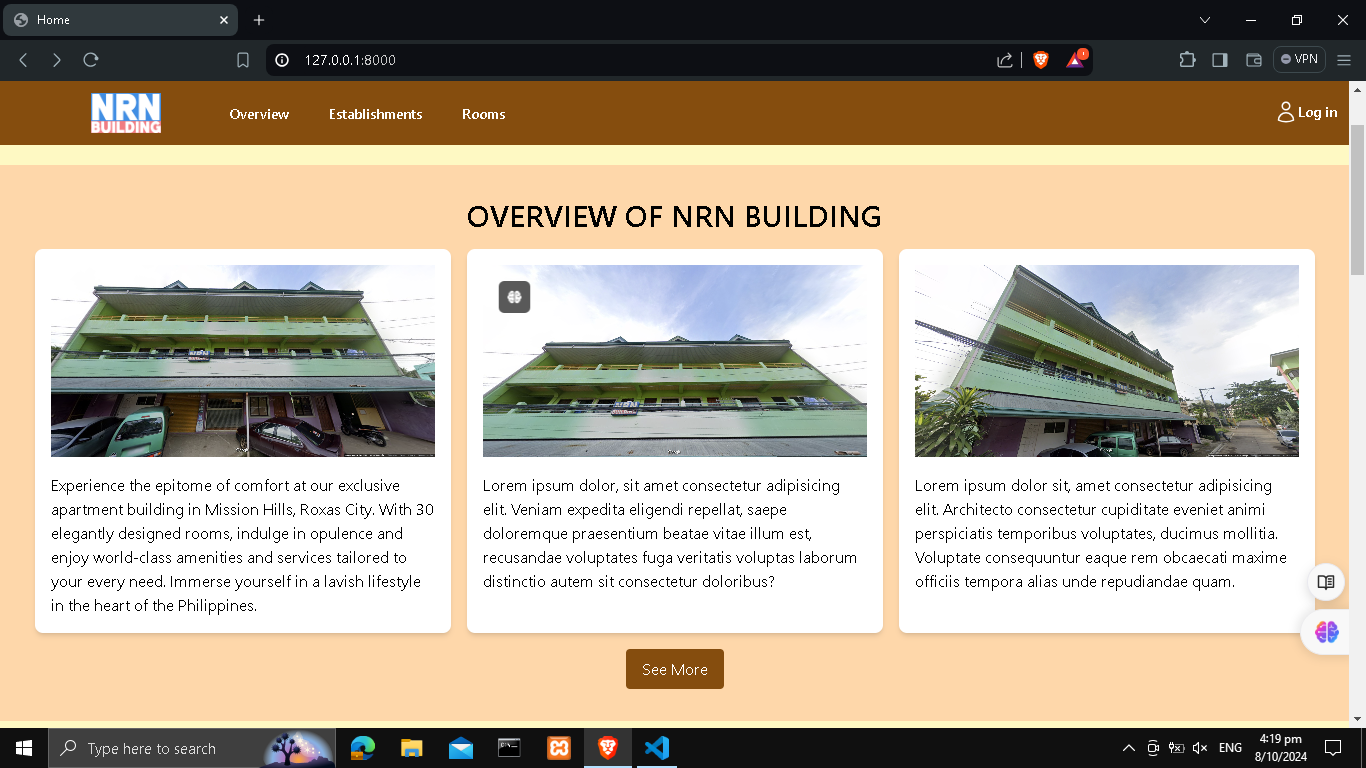 Home
127.0.0.1:8000
VPN
NRN
BUILDING
Overview
Establishments
Rooms
Log in
OVERVIEW OF NRN BUILDING
Experience the epitome of comfort at our exclusive
apartment building in Mission Hills, Roxas City. With 30
elegantly designed rooms, indulge in opulence and
enjoy world-class amenities and services tailored to
your every need. Immerse yourself in a lavish lifestyle
in the heart of the Philippines.
Lorem ipsum dolor, sit amet consectetur adipisicing
elit. Veniam expedita eligendi repellat, saepe
doloremque praesentium beatae vitae illum est,
recusandae voluptates fuga veritatis voluptas laborum
distinctio autem sit consectetur doloribus?
Lorem ipsum dolor sit, amet consectetur adipisicing
elit. Architecto consectetur cupiditate eveniet animi
perspiciatis temporibus voluptates, ducimus mollitia.
Voluptate consequuntur eaque rem obcaecati maxime
officiis tempora alias unde repudiandae quam.
See More
Type here to search
ENG
4:19 pm
8/10/2024